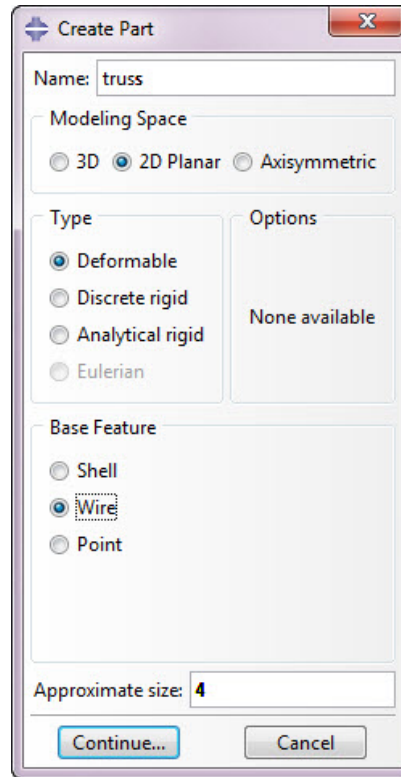 Create Part
X
Name: truss
Modeling Space
3D 2D Planar Axisymmetric
Type
Options
Deformable
Discrete rigid
Analytical rigid
Eulerian
None available
Base Feature
Shell
Wire
Point
Approximate size: 4
Continue... Cancel